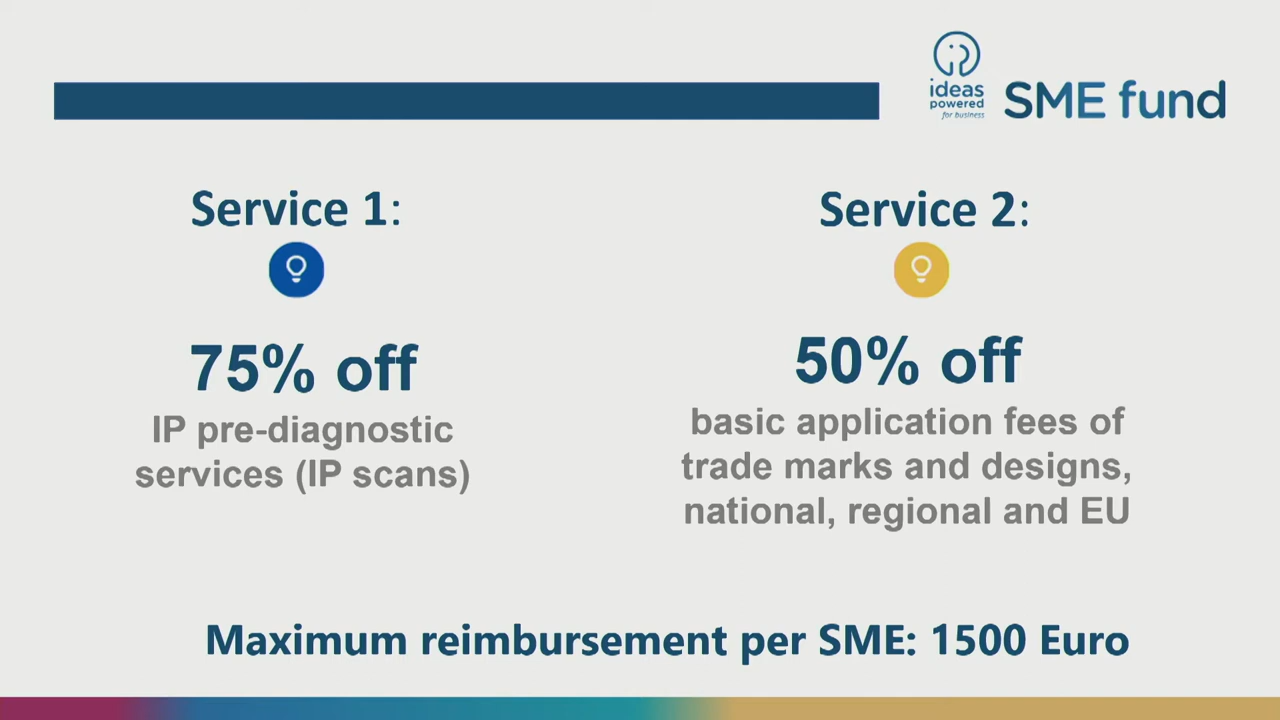 ideas
powered
for business
SME fund
Service 1:
75% off
IP pre-diagnostic
services (IP scans)
Service 2:
50% off
basic application fees of
trade marks and designs,
national, regional and EU
Maximum reimbursement per SME: 1500 Euro